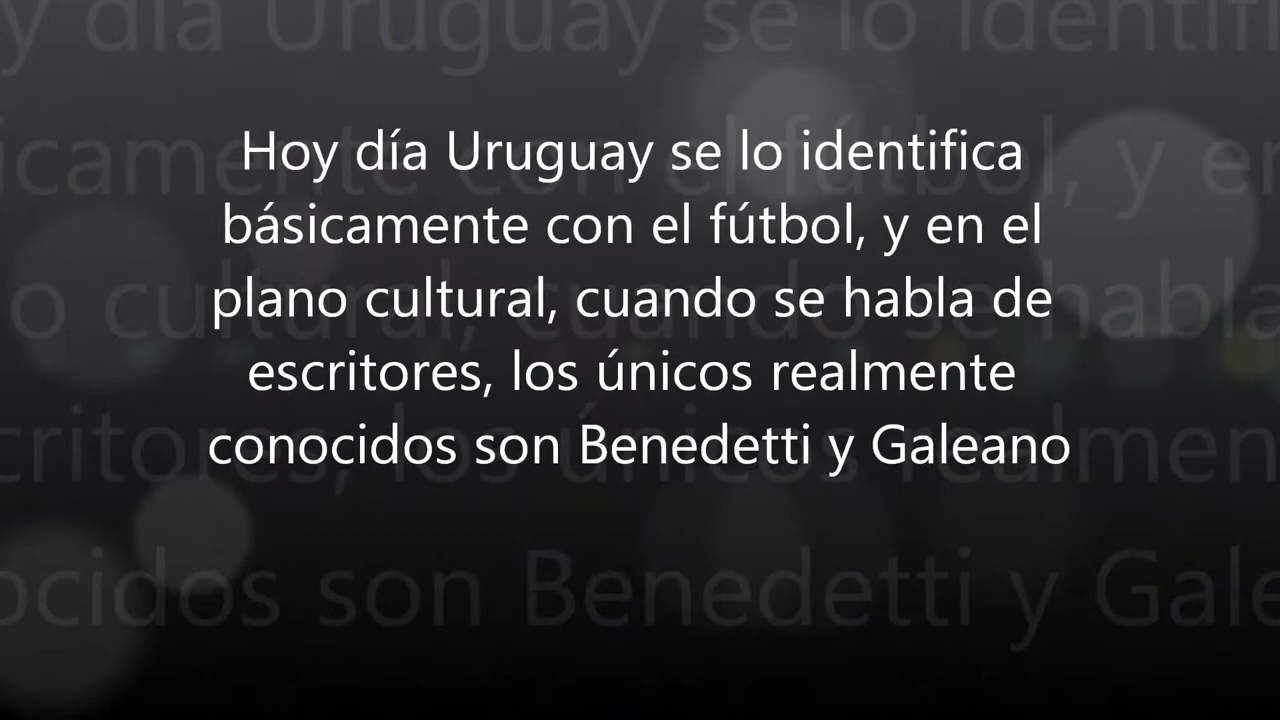 Hoy día Uruguay se lo identifica
básicamente con el fútbol, y en el
plano cultural, cuando se habla de
escritores, los únicos realmente
conocidos son Benedetti y Galeano